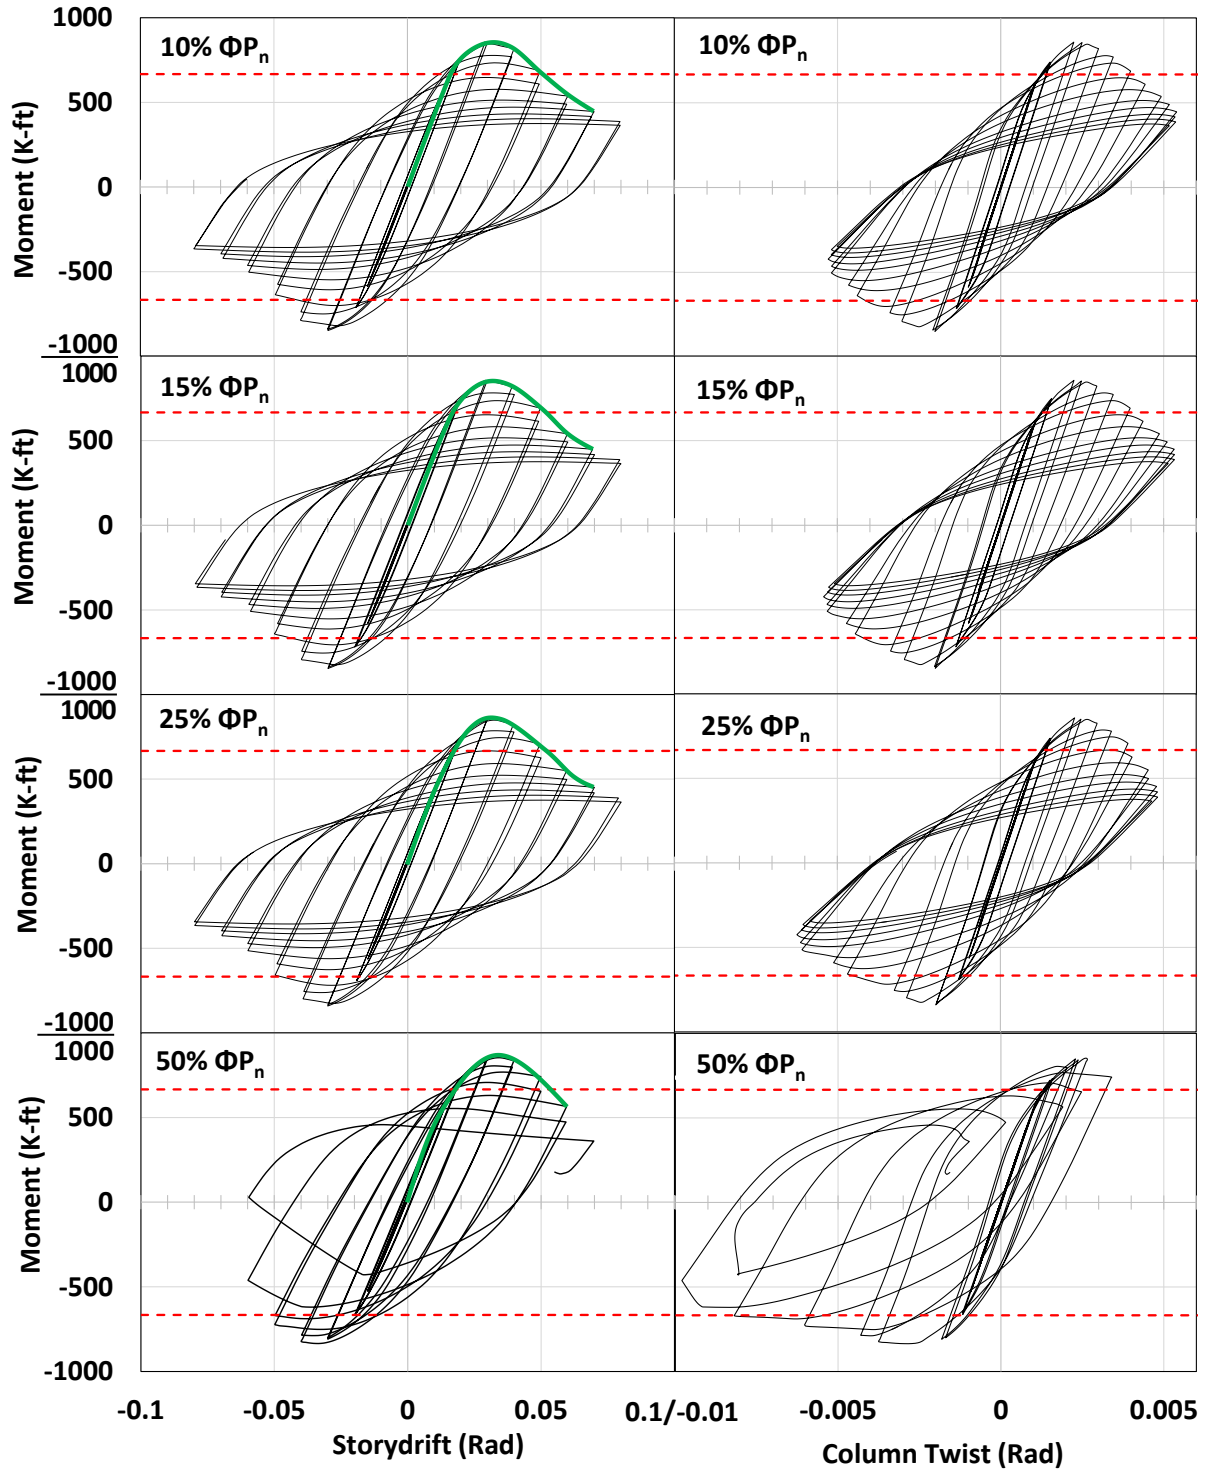 1000
500
0
-500
-1000
Moment (K-ft)
10% ΦPn
10% ΦPn
1000
500
0
-500
-1000
Moment (K-ft)
15% ΦPn
15% ΦPn
1000
500
0
-500
-1000
Moment (K-ft)
25% ΦPn
25% ΦPn
1000
500
0
-500
-1000
Moment (K-ft)
50% ΦPn
50% ΦPn
-0.1 -0.05 0 0.05 0.1/-0.01 -0.005 0 0.005
Storydrift (Rad)
Column Twist (Rad)